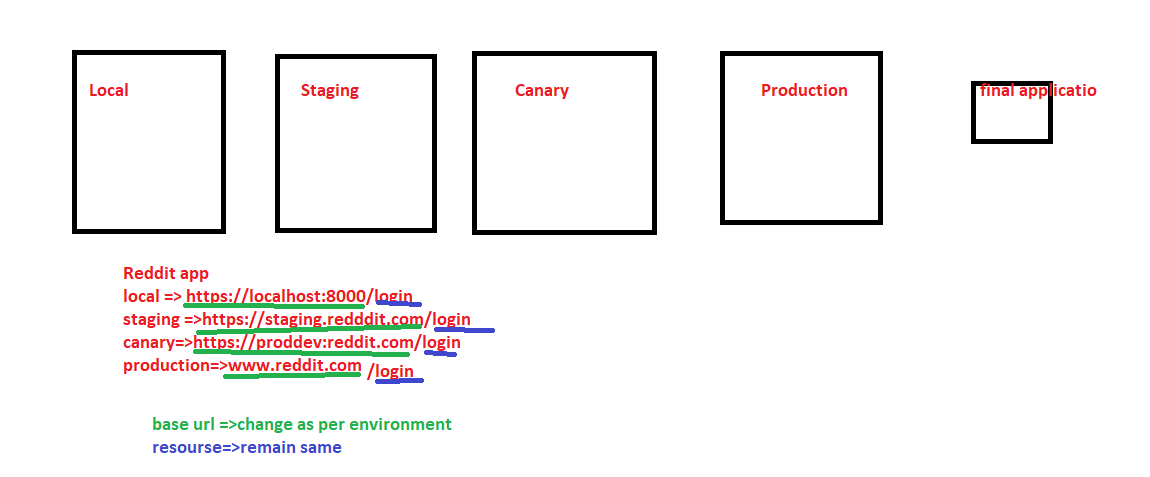 Local
Staging
Canary
Production
final applicatio
Reddit app
local => https://localhost:8000/login
staging =>https://staging.redddit.com/login
canary=>https://proddev:reddit.com/login
production=>www.reddit.com /login
base url =>change as per environment
resourse=>remain same